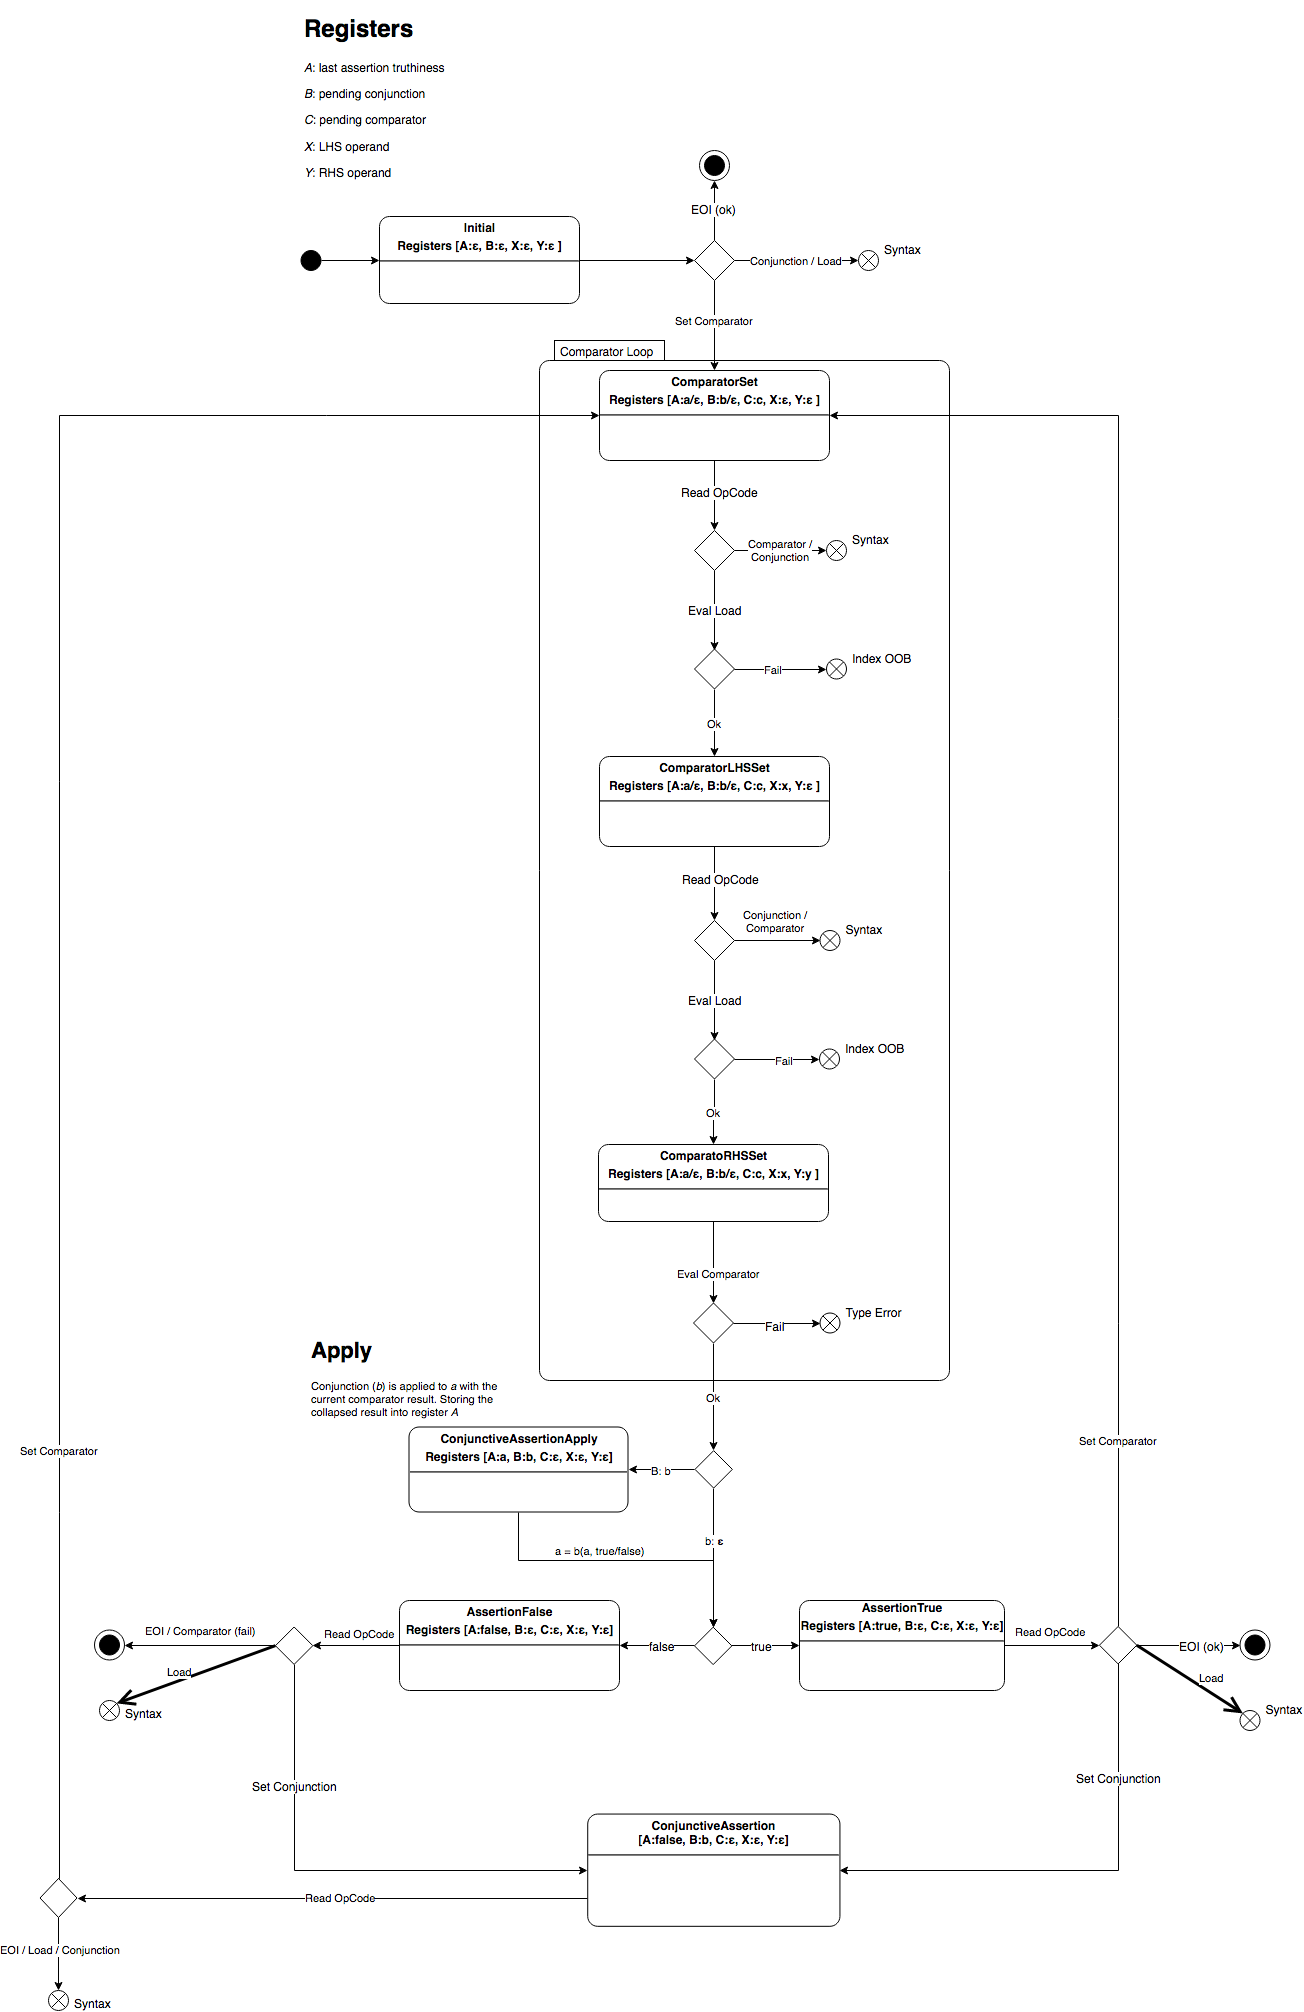 Registers
A: last assertion truthiness
B: pending conjunction
C: pending comparator
X: LHS operand
Y: RHS operand
EOI (ok)
Initial
Registers [A:ε, B:ε, X:ε, Y:ε ]
Conjunction / Load
Syntax
Set Comparator
Comparator Loop
ComparatorSet
Registers [A:a/ε, B:b/ε, C:c, X:ε, Y:ε ]
Read OpCode
Comparator /
Conjunction
Syntax
Eval Load
Fail
Index OOB
Ok
ComparatorLHSSet
Registers [A:a/ε, B:b/ε, C:c, X:x, Y:ε ]
Read OpCode
Conjunction /
Comparator
Syntax
Eval Load
Fail
Index OOB
Ok
ComparatoRHSSet
Registers [A:a/ε, B:b/ε, C:c, X:x, Y:y ]
Eval Comparator
Fail
Type Error
Apply
Conjunction (b) is applied to a with the
current comparator result. Storing the
collapsed result into register A
Ok
ConjunctiveAssertionApply
Registers [A:a, B:b, C:ε, X:ε, Y:ε]
B: b
Set Comparator
Set Comparator
b: ε
a = b(a, true/false)
AssertionFalse
Registers [A:false, B:ε, C:ε, X:ε, Y:ε]
AssertionTrue
Registers [A:true, B:ε, C:ε, X:ε, Y:ε]
EOI / Comparator (fail)
Read OpCode
false
true
Read OpCode
EOI (ok)
Load
Syntax
Load
Syntax
Set Conjunction
Set Conjunction
ConjunctiveAssertion
[A:false, B:b, C:ε, X:ε, Y:ε]
Read OpCode
EOI / Load / Conjunction
Syntax